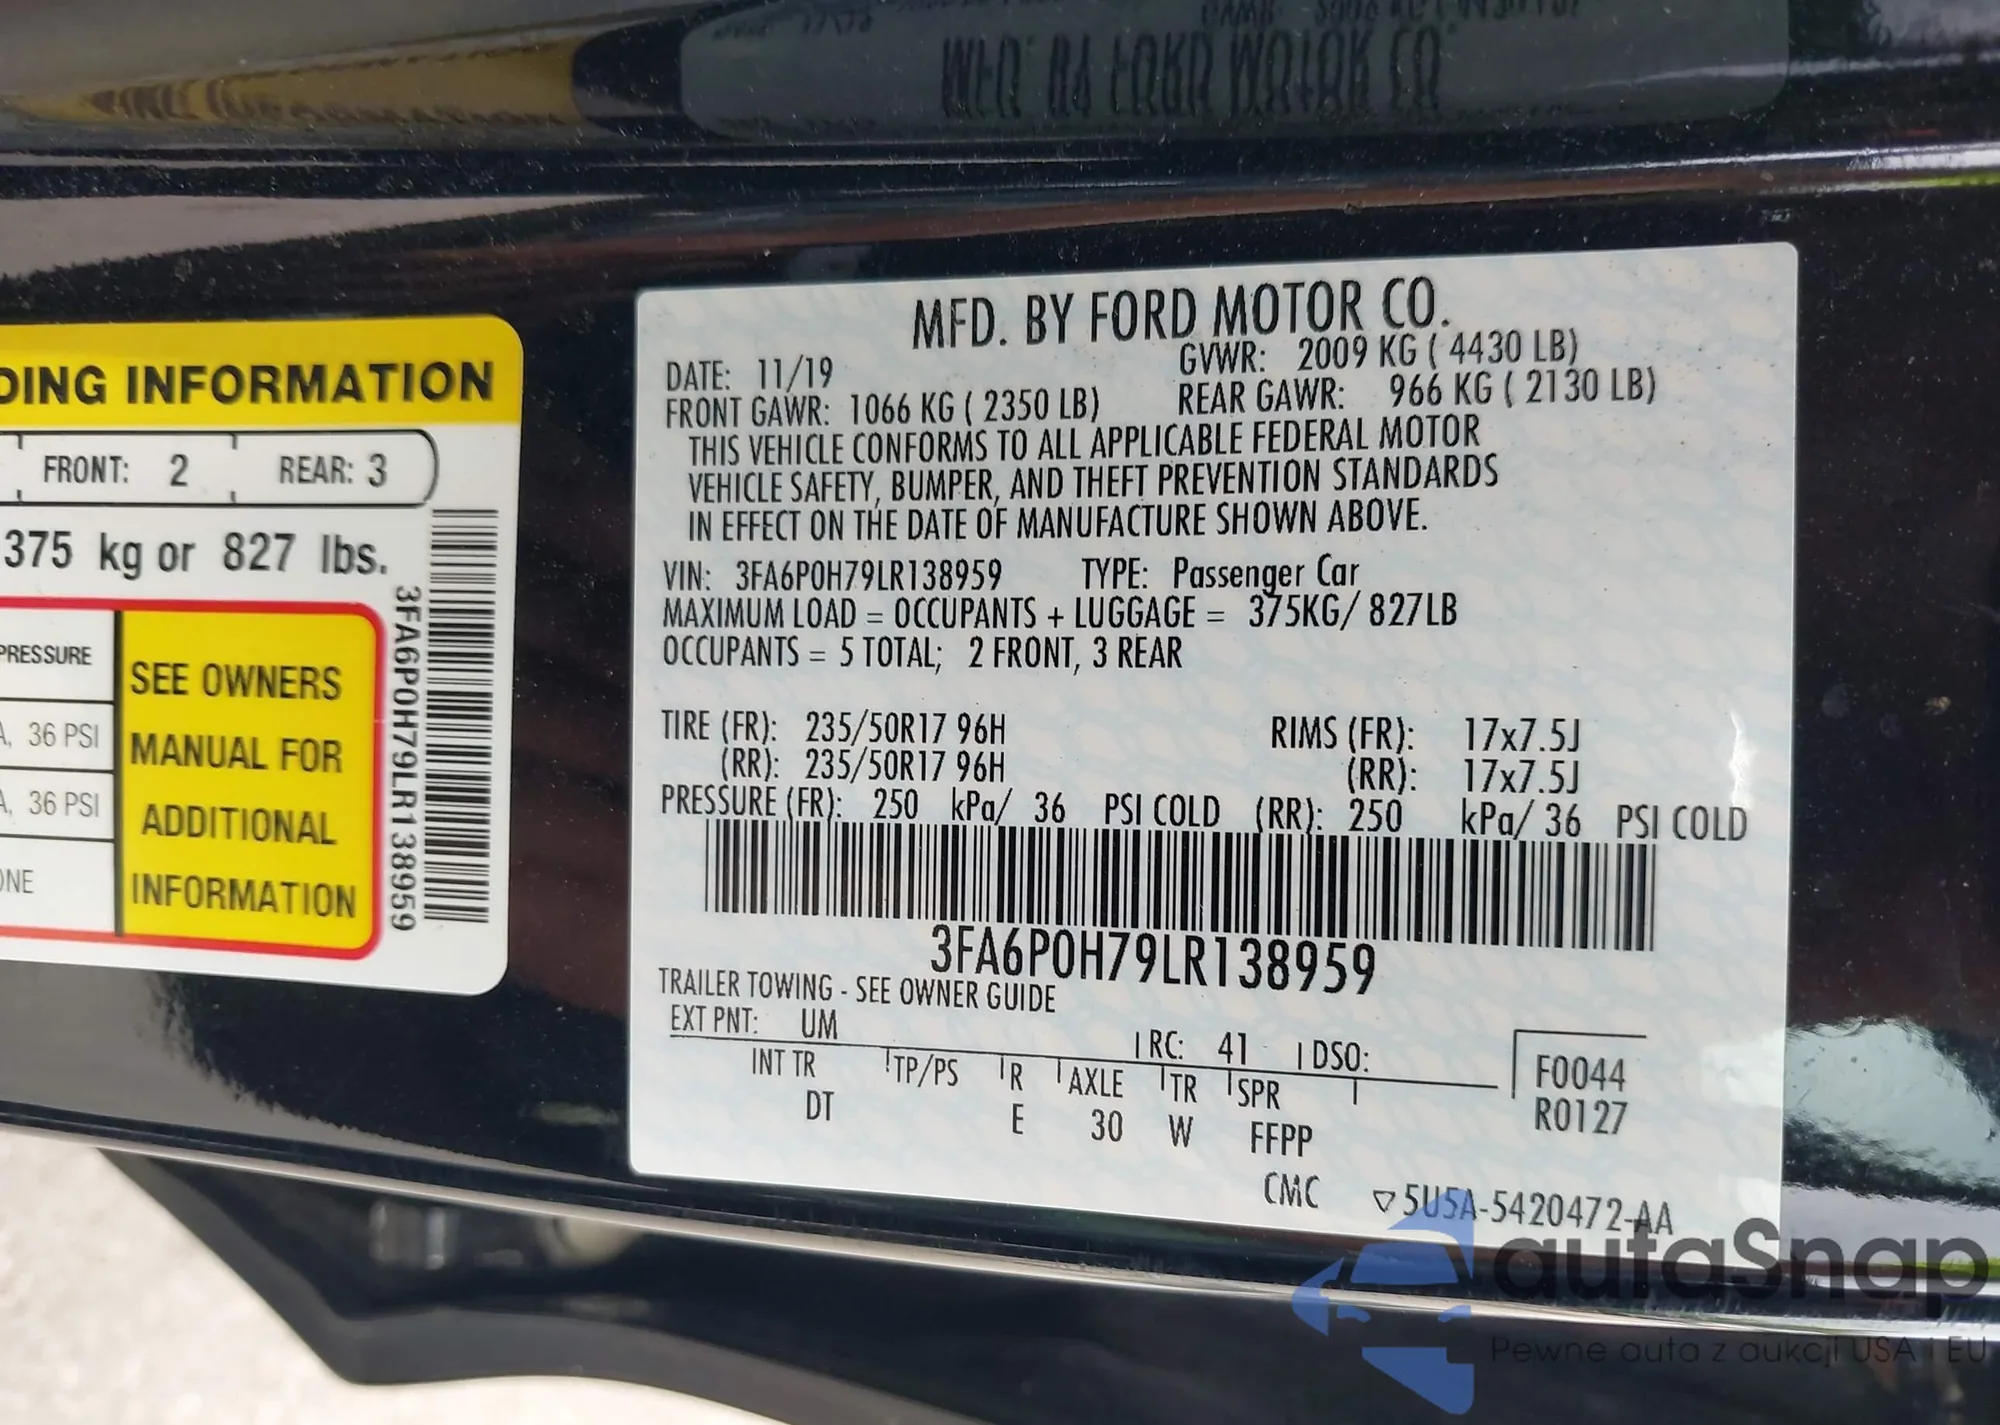 DING INFORMATION
FRONT: 2 REAR: 3
375 kg or 827 lbs.
PRESSURE
A, 36 PSI
A, 36 PSI
ONE
SEE OWNERS
MANUAL FOR
ADDITIONAL
INFORMATION
3FA6P0H79LR138959
MFD. BY FORD MOTOR CO.
DATE: 11/19 GVWR: 2009 KG ( 4430 LB)
FRONT GAWR: 1066 KG ( 2350 LB) REAR GAWR: 966 KG ( 2130 LB)
THIS VEHICLE CONFORMS TO ALL APPLICABLE FEDERAL MOTOR
VEHICLE SAFETY, BUMPER, AND THEFT PREVENTION STANDARDS
IN EFFECT ON THE DATE OF MANUFACTURE SHOWN ABOVE.
VIN: 3FA6P0H79LR138959 TYPE: Passenger Car
MAXIMUM LOAD = OCCUPANTS + LUGGAGE = 375KG/ 827LB
OCCUPANTS = 5 TOTAL; 2 FRONT, 3 REAR
TIRE (FR): 235/50R17 96H RIMS (FR): 17x7.5J
(RR): 235/50R17 96H (RR): 17x7.5J
PRESSURE (FR): 250 kPa/ 36 PSI COLD (RR): 250 kPa/ 36 PSI COLD
3FA6P0H79LR138959
TRAILER TOWING - SEE OWNER GUIDE
EXT PNT: UM RC: 41 DSO:
INT TR TP/PS R AXLE TR SPR
DT E 30 W FFPP
F0044
R0127
CMC ▽5U5A-5420472-AA
autaSnap
Pewne auta z aukcji USA i EU